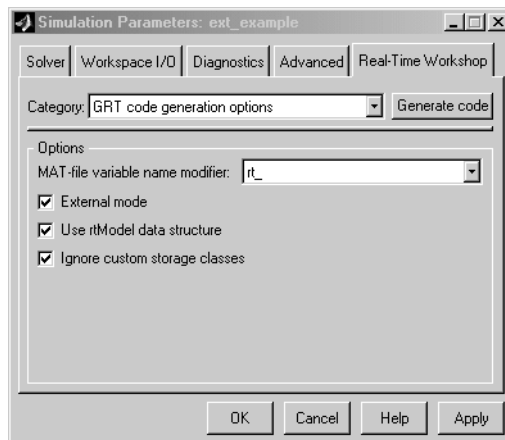 Simulation Parameters: ext_example
Solver Workspace I/O Diagnostics Advanced Real-Time Workshop
Category: GRT code generation options Generate code
Options
MAT-file variable name modifier: rt_
External mode
Use rtModel data structure
Ignore custom storage classes
OK Cancel Help Apply